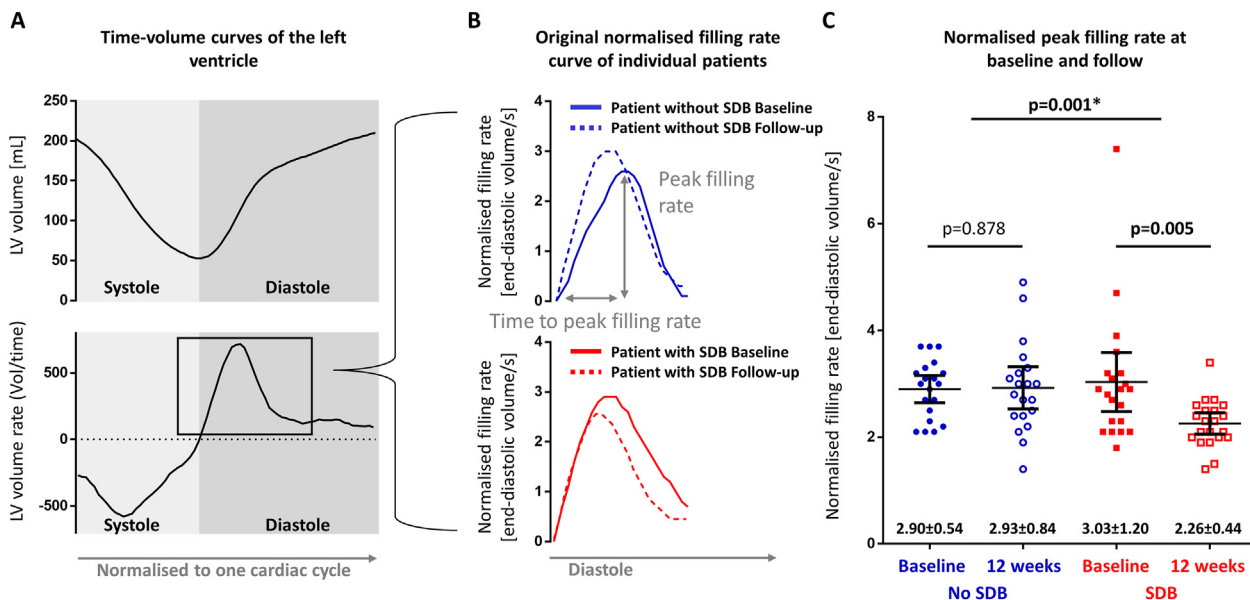 A
Time-volume curves of the left
ventricle
LV volume [mL]
250
200
150
100
50
0
Systole
Diastole
LV volume rate (Vol/time)
500
0
-500
Systole
Diastole
Normalised to one cardiac cycle
B
Original normalised filling rate
curve of individual patients
Normalised filling rate
[end-diastolic volume/s]
4
3
2
1
0
Patient without SDB Baseline
Patient without SDB Follow-up
Peak filling
rate
Time to peak filling rate
Normalised filling rate
[end-diastolic volume/s]
4
3
2
1
0
Patient with SDB Baseline
Patient with SDB Follow-up
Diastole
C
Normalised peak filling rate at
baseline and follow
Normalised filling rate [end-diastolic volume/s]
8
6
4
2
0
p=0.001*
p=0.878
p=0.005
2.90±0.54 2.93±0.84 3.03±1.20 2.26±0.44
Baseline 12 weeks Baseline 12 weeks
No SDB SDB